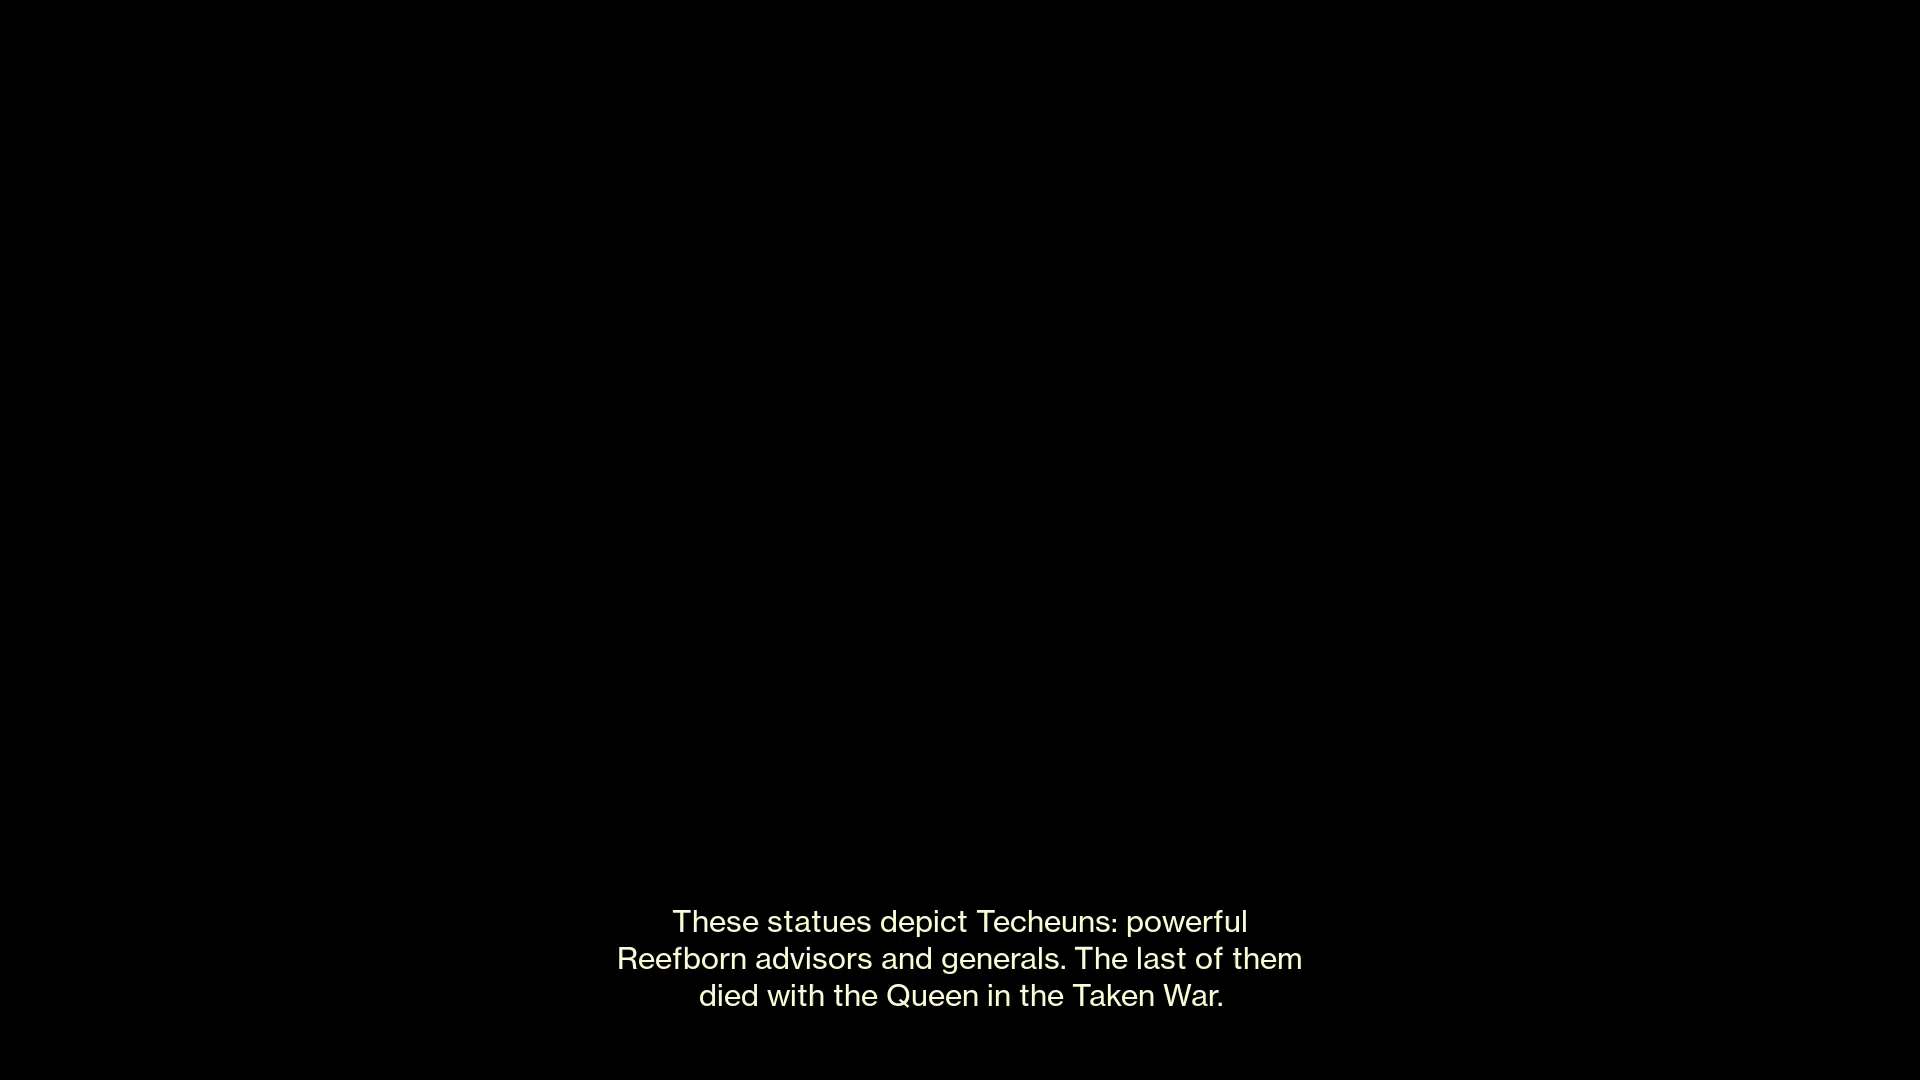 These statues depict Techeuns: powerful
Reefborn advisors and generals. The last of them
died with the Queen in the Taken War.